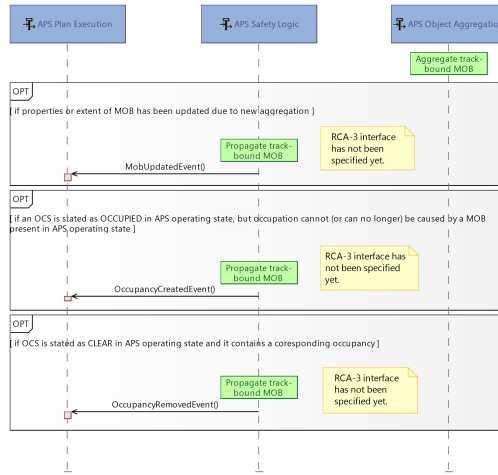 APS Plan Execution
APS Safety Logic
APS Object Aggregatio
Aggregate track-
bound MOB
OPT
[ if properties or extent of MOB has been updated due to new aggregation ]
RCA-3 interface
has not been
specified yet.
Propagate track-
bound MOB
MobUpdatedEvent()
OPT
[ if an OCS is stated as OCCUPIED in APS operating state, but occupation cannot (or can no longer) be caused by a MOB
present in APS operating state ]
RCA-3 interface has
not been specified
yet.
Propagate track-
bound MOB
OccupancyCreatedEvent()
OPT
[ if OCS is stated as CLEAR in APS operating state and it contains a coresponding occupancy ]
RCA-3 interface
has not been
specified yet.
Propagate track-
bound MOB
OccupancyRemovedEvent()